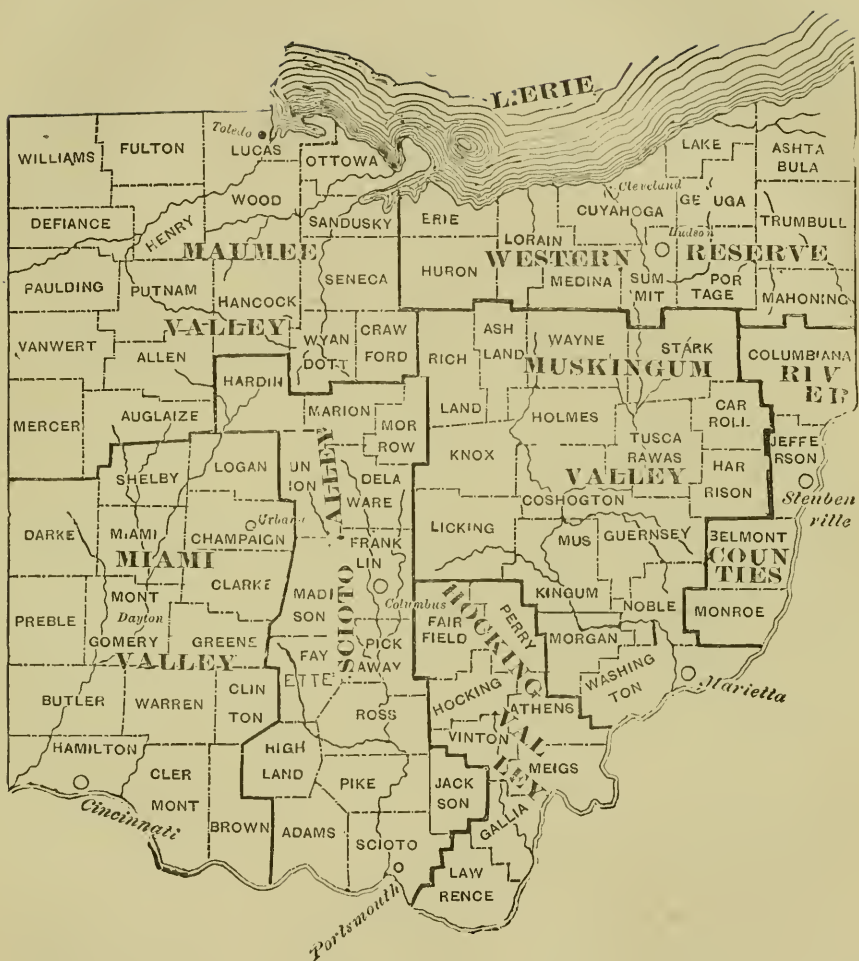 L. ERIE
Toledo
LUCAS
WILLIAMS
FULTON
OTTOWA
LAKE
ASHTA
BULA
WOOD
Cleveland
CUYAHOGA
GE UGA
DEFIANCE
HENRY
SANDUSKY
ERIE
LORAIN
Hudson
TRUMBULL
MAUMEE
WESTERN
RESERVE
PAULDING
PUTNAM
HANCOCK
SENECA
HURON
MEDINA
SUM
MIT
POR
TAGE
MAHONING
VALLEY
VANWERT
ALLEN
WYAN
DOTT
CRAW
FORD
RICH
LAND
ASH
LAND
WAYNE
STARK
COLUMBIANA
RIV
ER
MUSKINGUM
HARDIN
MERCER
AUGLAIZE
MARION
MOR
ROW
HOLMES
TUSCA
RAWAS
CAR
ROLL
JEFFE
RSON
SHELBY
LOGAN
UN
ION
DELA
WARE
KNOX
VALLEY
HAR
RISON
Steuben
ville
DARKE
MIAMI
Urbana
CHAMPAIGN
FRANK
LIN
LICKING
COSHOGTON
MUS
KINGUM
GUERNSEY
BELMONT
COUN
TIES
MIAMI
CLARKE
MADI
SON
Columbus
PREBLE
MONT
GOMERY
Dayton
GREENE
VALLEY
FAY
ETTE
SCIOTO VALLEY
PICK
AWAY
FAIR
FIELD
PERRY
HOCKING
VAL
LEY
MORGAN
NOBLE
MONROE
WASHING
TON
Marietta
BUTLER
WARREN
CLIN
TON
ROSS
HOCKING
ATHENS
HAMILTON
HIGH
LAND
VINTON
MEIGS
CLER
MONT
PIKE
JACK
SON
Cincinnati
BROWN
ADAMS
SCIOTO
GALLIA
LAW
RENCE
Portsmouth